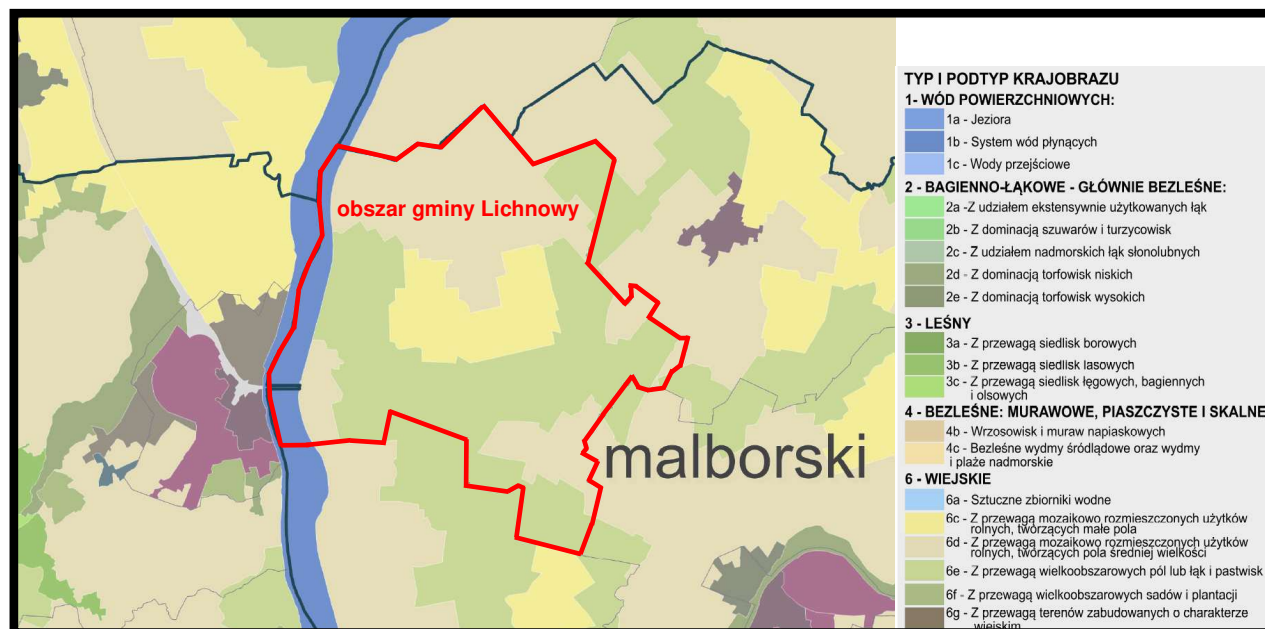 obszar gminy Lichnowy
malborski
TYP I PODTYP KRAJOBRAZU
1- WÓD POWIERZCHNIOWYCH:
1a - Jeziora
1b - System wód płynących
1c - Wody przejściowe
2 - BAGIENNO-ŁĄKOWE - GŁÓWNIE BEZLEŚNE:
2a -Z udziałem ekstensywnie użytkowanych łąk
2b - Z dominacją szuwarów i turzycowisk
2c - Z udziałem nadmorskich łąk słonolubnych
2d - Z dominacją torfowisk niskich
2e - Z dominacją torfowisk wysokich
3 - LEŚNY
3a - Z przewagą siedlisk borowych
3b - Z przewagą siedlisk lasowych
3c - Z przewagą siedlisk łęgowych, bagiennych
i olsowych
4 - BEZLEŚNE: MURAWOWE, PIASZCZYSTE I SKALNE
4b - Wrzosowisk i muraw napiaskowych
4c - Bezleśne wydmy śródlądowe oraz wydmy
i plaże nadmorskie
6 - WIEJSKIE
6a - Sztuczne zbiorniki wodne
6c - Z przewagą mozaikowo rozmieszczonych użytków
rolnych, tworzących małe pola
6d - Z przewagą mozaikowo rozmieszczonych użytków
rolnych, tworzących pola średniej wielkości
6e - Z przewagą wielkoobszarowych pól lub łąk i pastwisk
6f - Z przewagą wielkoobszarowych sadów i plantacji
6g - Z przewagą terenów zabudowanych o charakterze
wiejskim